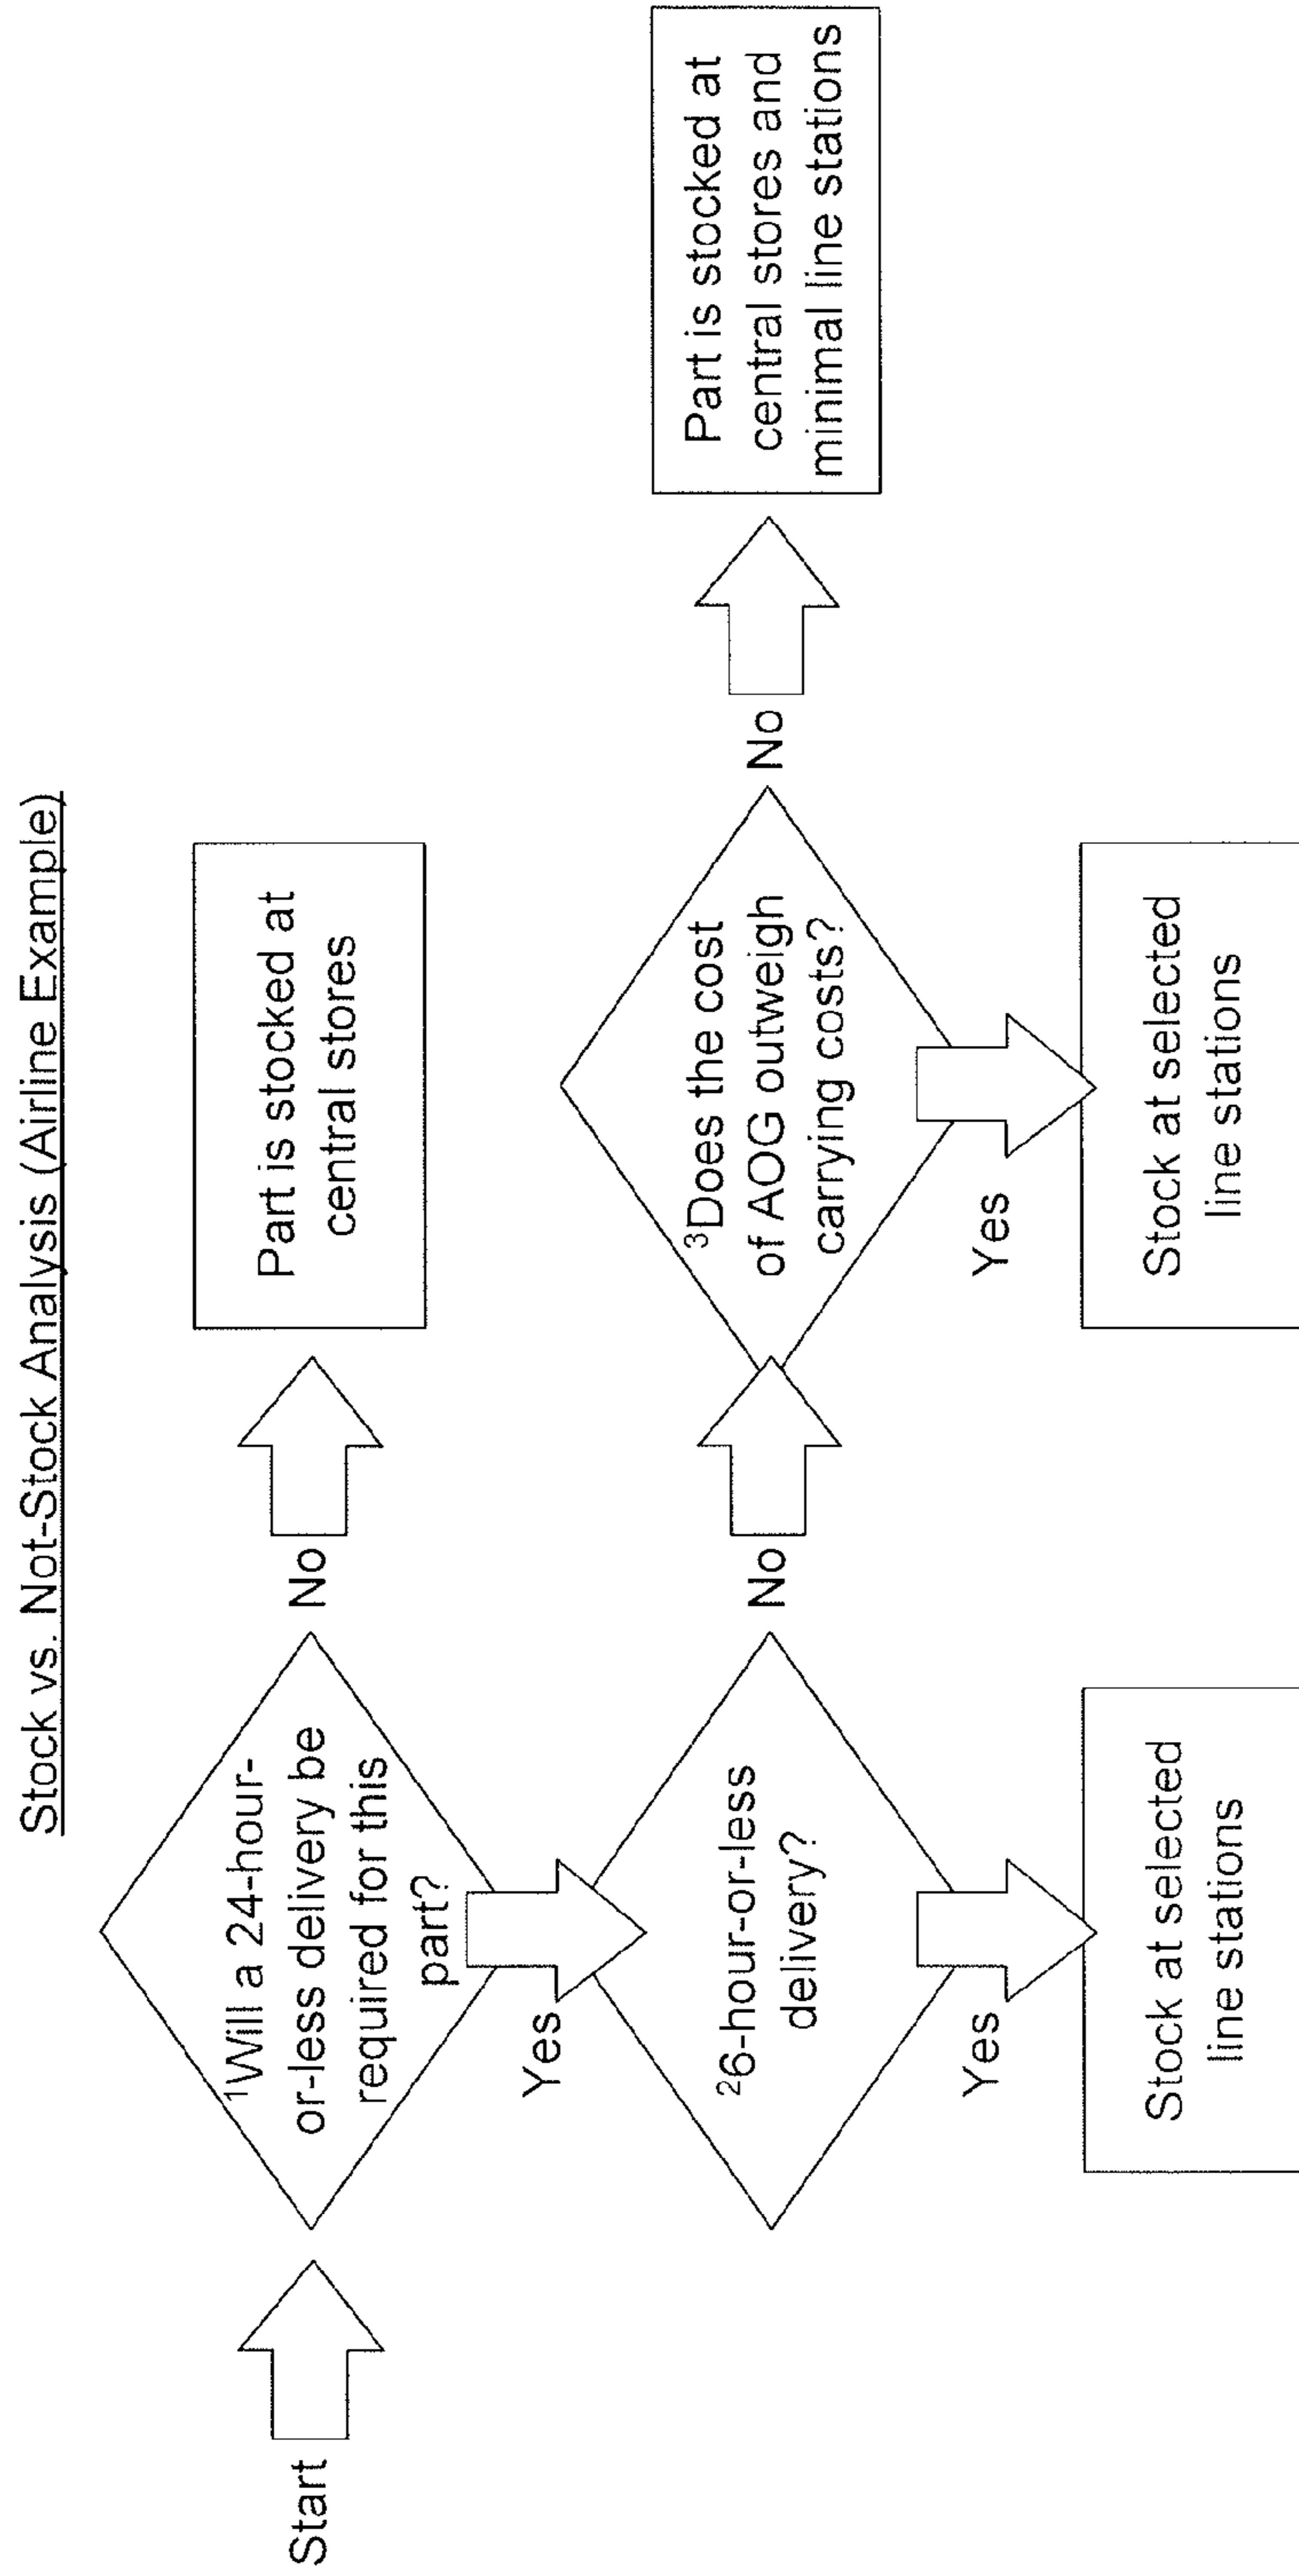 Stock vs. Not-Stock Analysis (Airline Example)
Start
¹Will a 24-hour-
or-less delivery be
required for this
part?
No
Part is stocked at
central stores
Yes
²6-hour-or-less
delivery?
No
³Does the cost
of AOG outweigh
carrying costs?
No
Part is stocked at
central stores and
minimal line stations
Yes
Stock at selected
line stations
Yes
Stock at selected
line stations